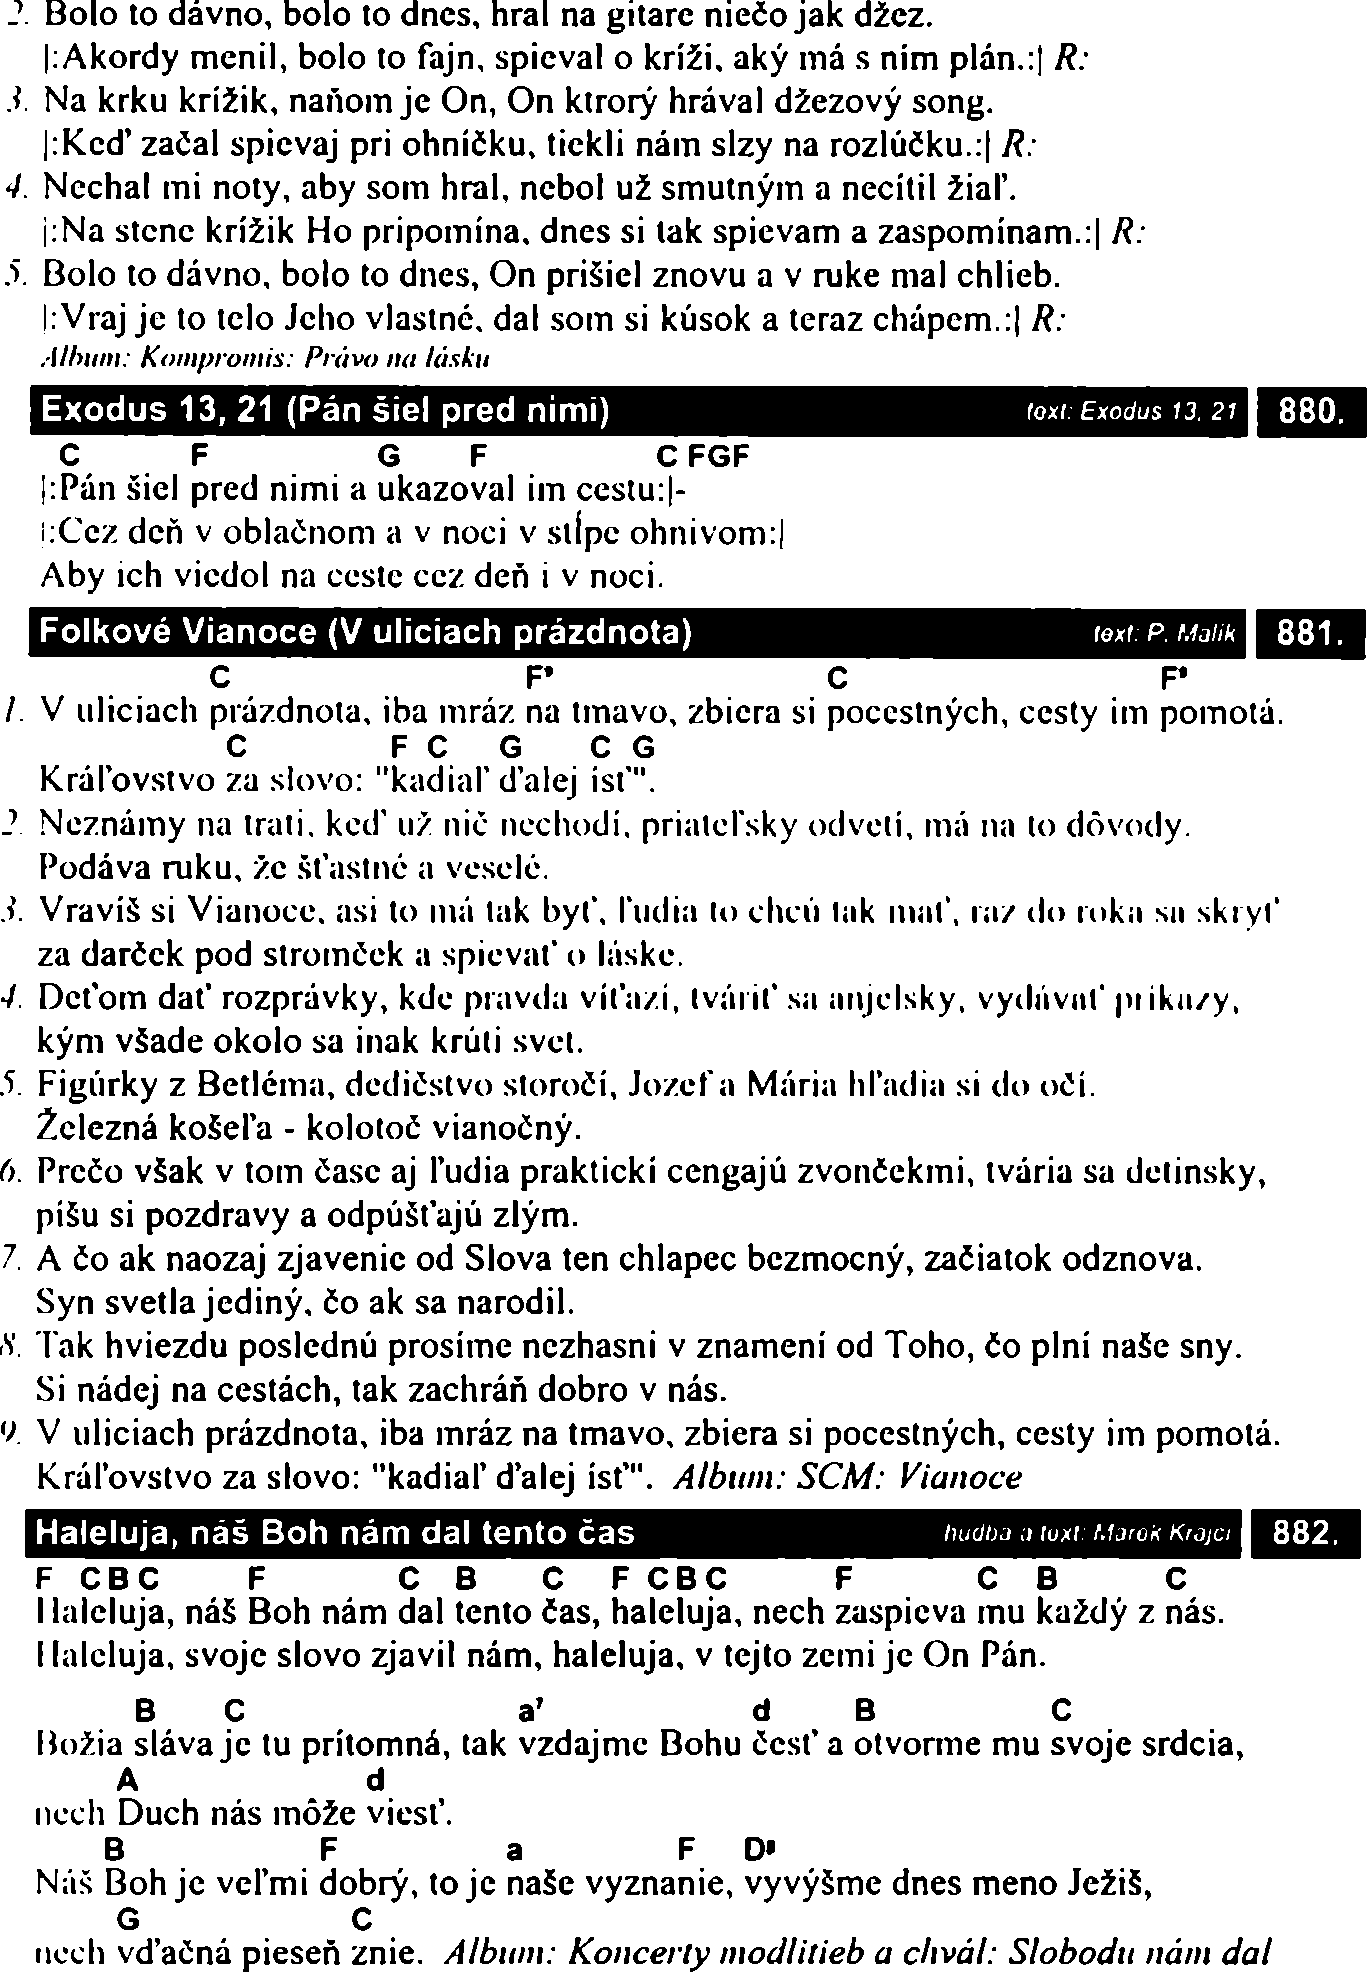 2. Bolo to dávno, bolo to dnes, hral na gitare niečo jak džez.
|:Akordy menil, bolo to fajn, spieval o kríži, aký má s ním plán.:| R:
3. Na krku krížik, naňom je On, On ktrorý hrával džezový song.
|:Keď začal spievaj pri ohníčku, tiekli nám slzy na rozlúčku.:| R:
4. Nechal mi noty, aby som hral, nebol už smutným a necítil žiaľ.
|:Na stene krížik Ho pripomína, dnes si tak spievam a zaspomínam.:| R:
5. Bolo to dávno, bolo to dnes, On prišiel znovu a v ruke mal chlieb.
|:Vraj je to telo Jeho vlastné, dal som si kúsok a teraz chápem.:| R:
Album: Kompromis: Právo na lásku
Exodus 13, 21 (Pán šiel pred nimi) text: Exodus 13, 21 880.
C F G F C F G F
|:Pán šiel pred nimi a ukazoval im cestu:|-
|:Cez deň v oblačnom a v noci v stĺpe ohnivom:|
Aby ich viedol na ceste cez deň i v noci.
Folkové Vianoce (V uliciach prázdnota) text: P. Malík 881.
C F⁹ C F⁹
1. V uliciach prázdnota, iba mráz na tmavo, zbiera si pocestných, cesty im pomotá.
C F C G C G
Kráľovstvo za slovo: "kadiaľ ďalej ísť".
2. Neznámy na trati, keď už nič nechodí, priateľsky odvetí, má na to dôvody.
Podáva ruku, že šťastné a veselé.
3. Vravíš si Vianoce, asi to má tak byť, ľudia to chcú tak mať, raz do roka sa skryť
za darček pod stromček a spievať o láske.
4. Deťom dať rozprávky, kde pravda víťazí, tváriť sa anjelsky, vydávať príkazy,
kým všade okolo sa inak krúti svet.
5. Figúrky z Betléma, dedičstvo storočí, Jozef a Mária hľadia si do očí.
Železná košeľa - kolotoč vianočný.
6. Prečo však v tom čase aj ľudia praktickí cengajú zvončekmi, tvária sa detinsky,
píšu si pozdravy a odpúšťajú zlým.
7. A čo ak naozaj zjavenie od Slova ten chlapec bezmocný, začiatok odznova.
Syn svetla jediný, čo ak sa narodil.
8. Tak hviezdu poslednú prosíme nezhasni v znamení od Toho, čo plní naše sny.
Si nádej na cestách, tak zachráň dobro v nás.
9. V uliciach prázdnota, iba mráz na tmavo, zbiera si pocestných, cesty im pomotá.
Kráľovstvo za slovo: "kadiaľ ďalej ísť". Album: SCM: Vianoce
Haleluja, náš Boh nám dal tento čas hudba a text: Marek Krajci 882.
F C B C F C B C F C B C F C B C
Haleluja, náš Boh nám dal tento čas, haleluja, nech zaspieva mu každý z nás.
Haleluja, svoje slovo zjavil nám, haleluja, v tejto zemi je On Pán.
B C a⁷ d B C
Božia sláva je tu prítomná, tak vzdajme Bohu česť a otvorme mu svoje srdcia,
A d
nech Duch nás môže viesť.
B F a F D
Náš Boh je veľmi dobrý, to je naše vyznanie, vyvýšme dnes meno Ježiš,
G C
nech vďačná pieseň znie. Album: Koncerty modlitieb a chvál: Slobodu nám dal